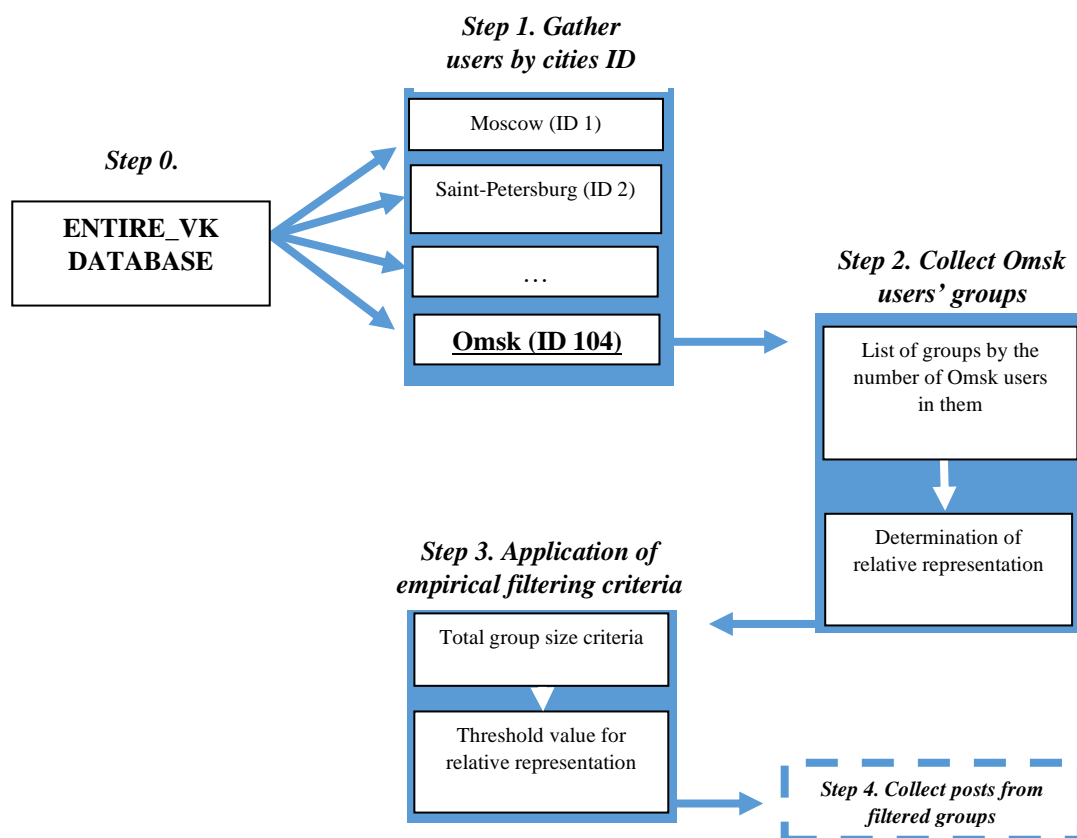 Step 0.
ENTIRE_VK
DATABASE
Step 1. Gather
users by cities ID
Moscow (ID 1)
Saint-Petersburg (ID 2)
…
Omsk (ID 104)
Step 2. Collect Omsk
users’ groups
List of groups by the
number of Omsk users
in them
Determination of
relative representation
Step 3. Application of
empirical filtering criteria
Total group size criteria
Threshold value for
relative representation
Step 4. Collect posts from
filtered groups